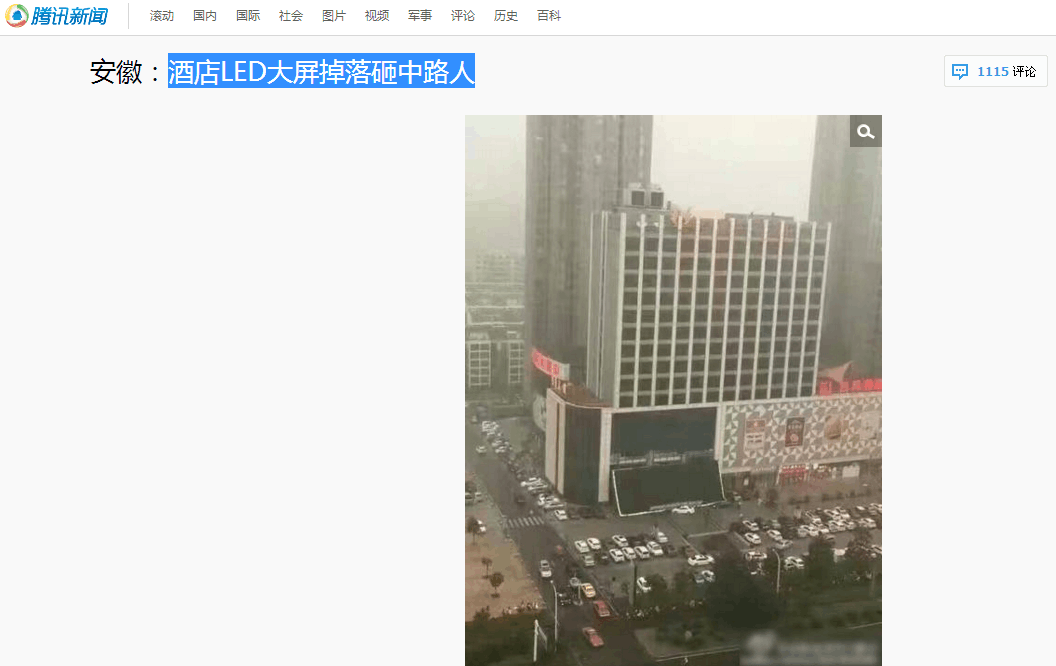 腾讯新闻 滚动 国内 国际 社会 图片 视频 军事 评论 历史 百科
安徽：酒店LED大屏掉落砸中路人
1115 评论